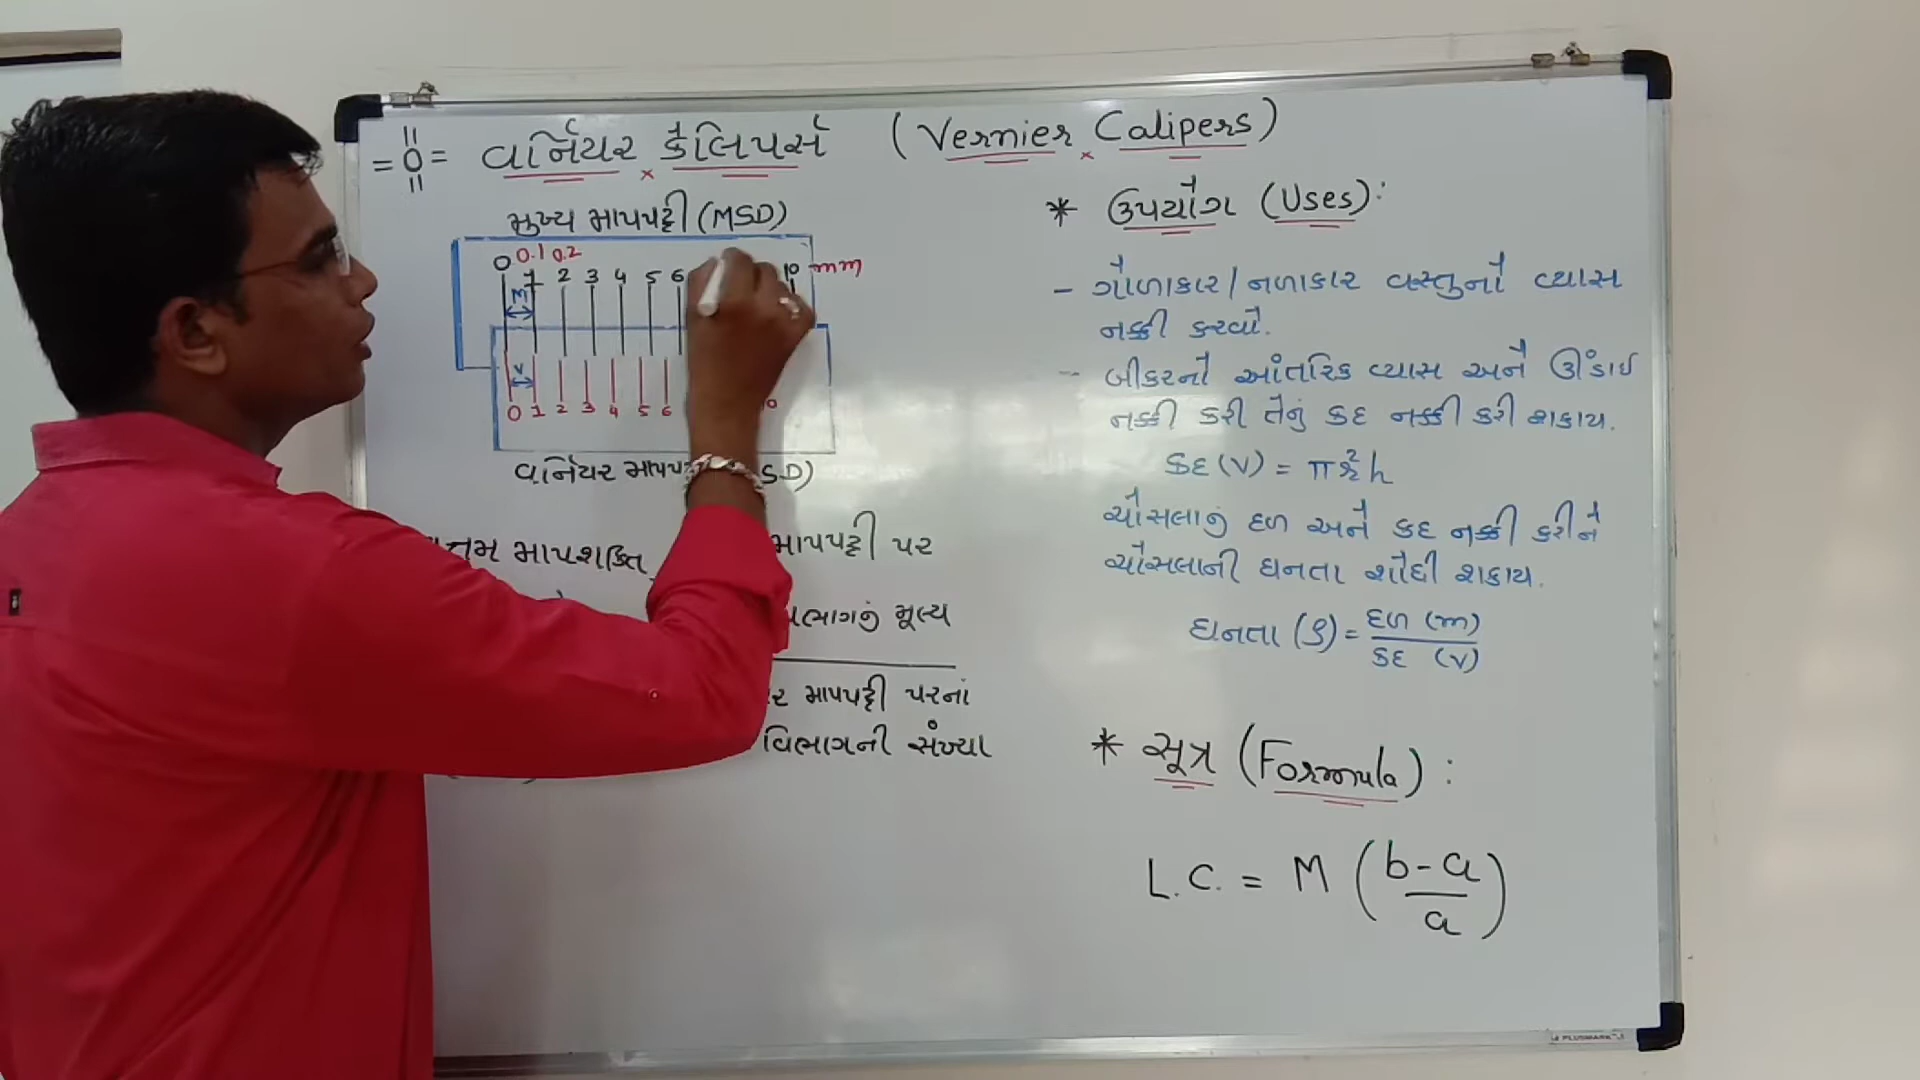 = 0 = વર્નિયર કૅલિપર્સ (Vernier Calipers)
મુખ્ય માપપટ્ટી (MSD)
0.1 0.2
0 1 2 3 4 5 6 10 mm
M
V
0 1 2 3 4 5 6
વર્નિયર SD)
માપશક્તિ માપપટ્ટી પર
મૂલ્ય
માપપટ્ટી પરનાં
વિભાગની સંખ્યા
* ઉપયોગ (Uses):
- ગોળાકાર/નળાકાર વસ્તુનો વ્યાસ
નક્કી કરવો.
- બીકરનો આંતરિક વ્યાસ અને ઊંડાઈ
નક્કી કરી તેનું કદ નક્કી કરી શકાય.
કદ (V) = πr²h
ચોસલાનું દળ અને કદ નક્કી કરીને
ચોસલાની ઘનતા શોધી શકાય.
ઘનતા (ρ) = દળ (m)
કદ (V)
* સૂત્ર (Formula) :
L.C. = M (b-a
a)
PLUSMARK